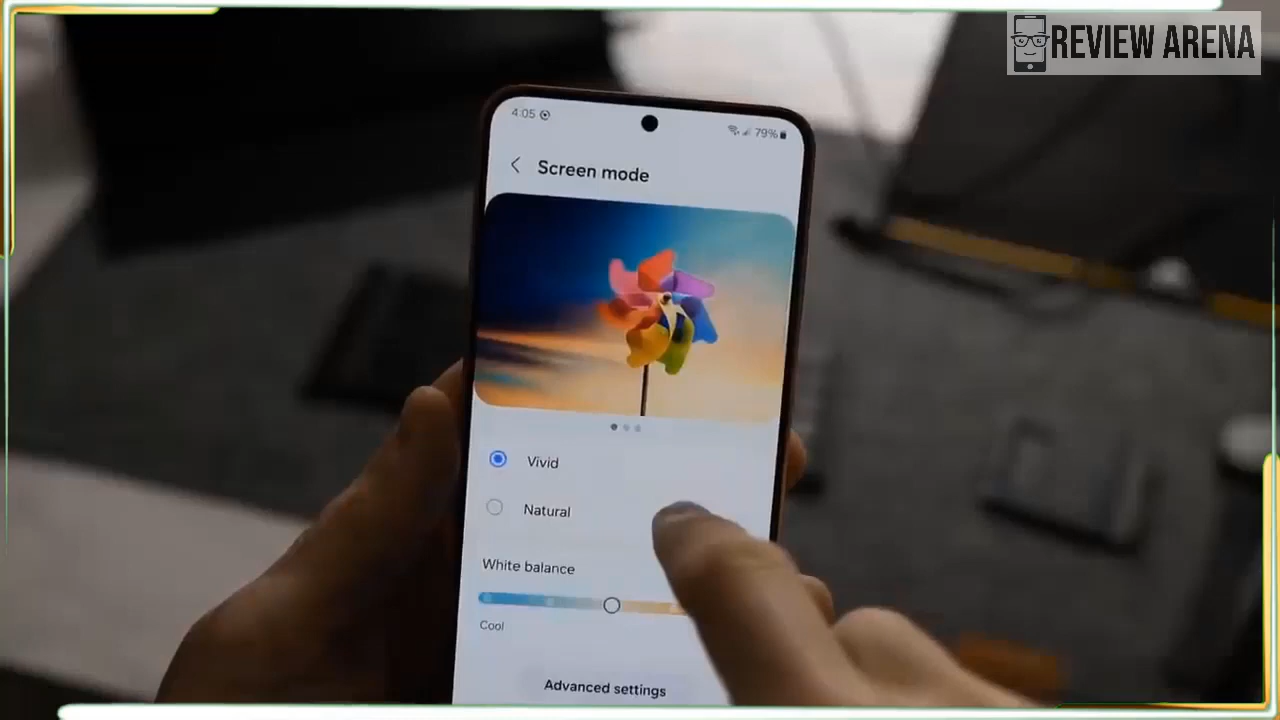 REVIEW ARENA
4:05
79%
Screen mode
Vivid
Natural
White balance
Cool
Advanced settings